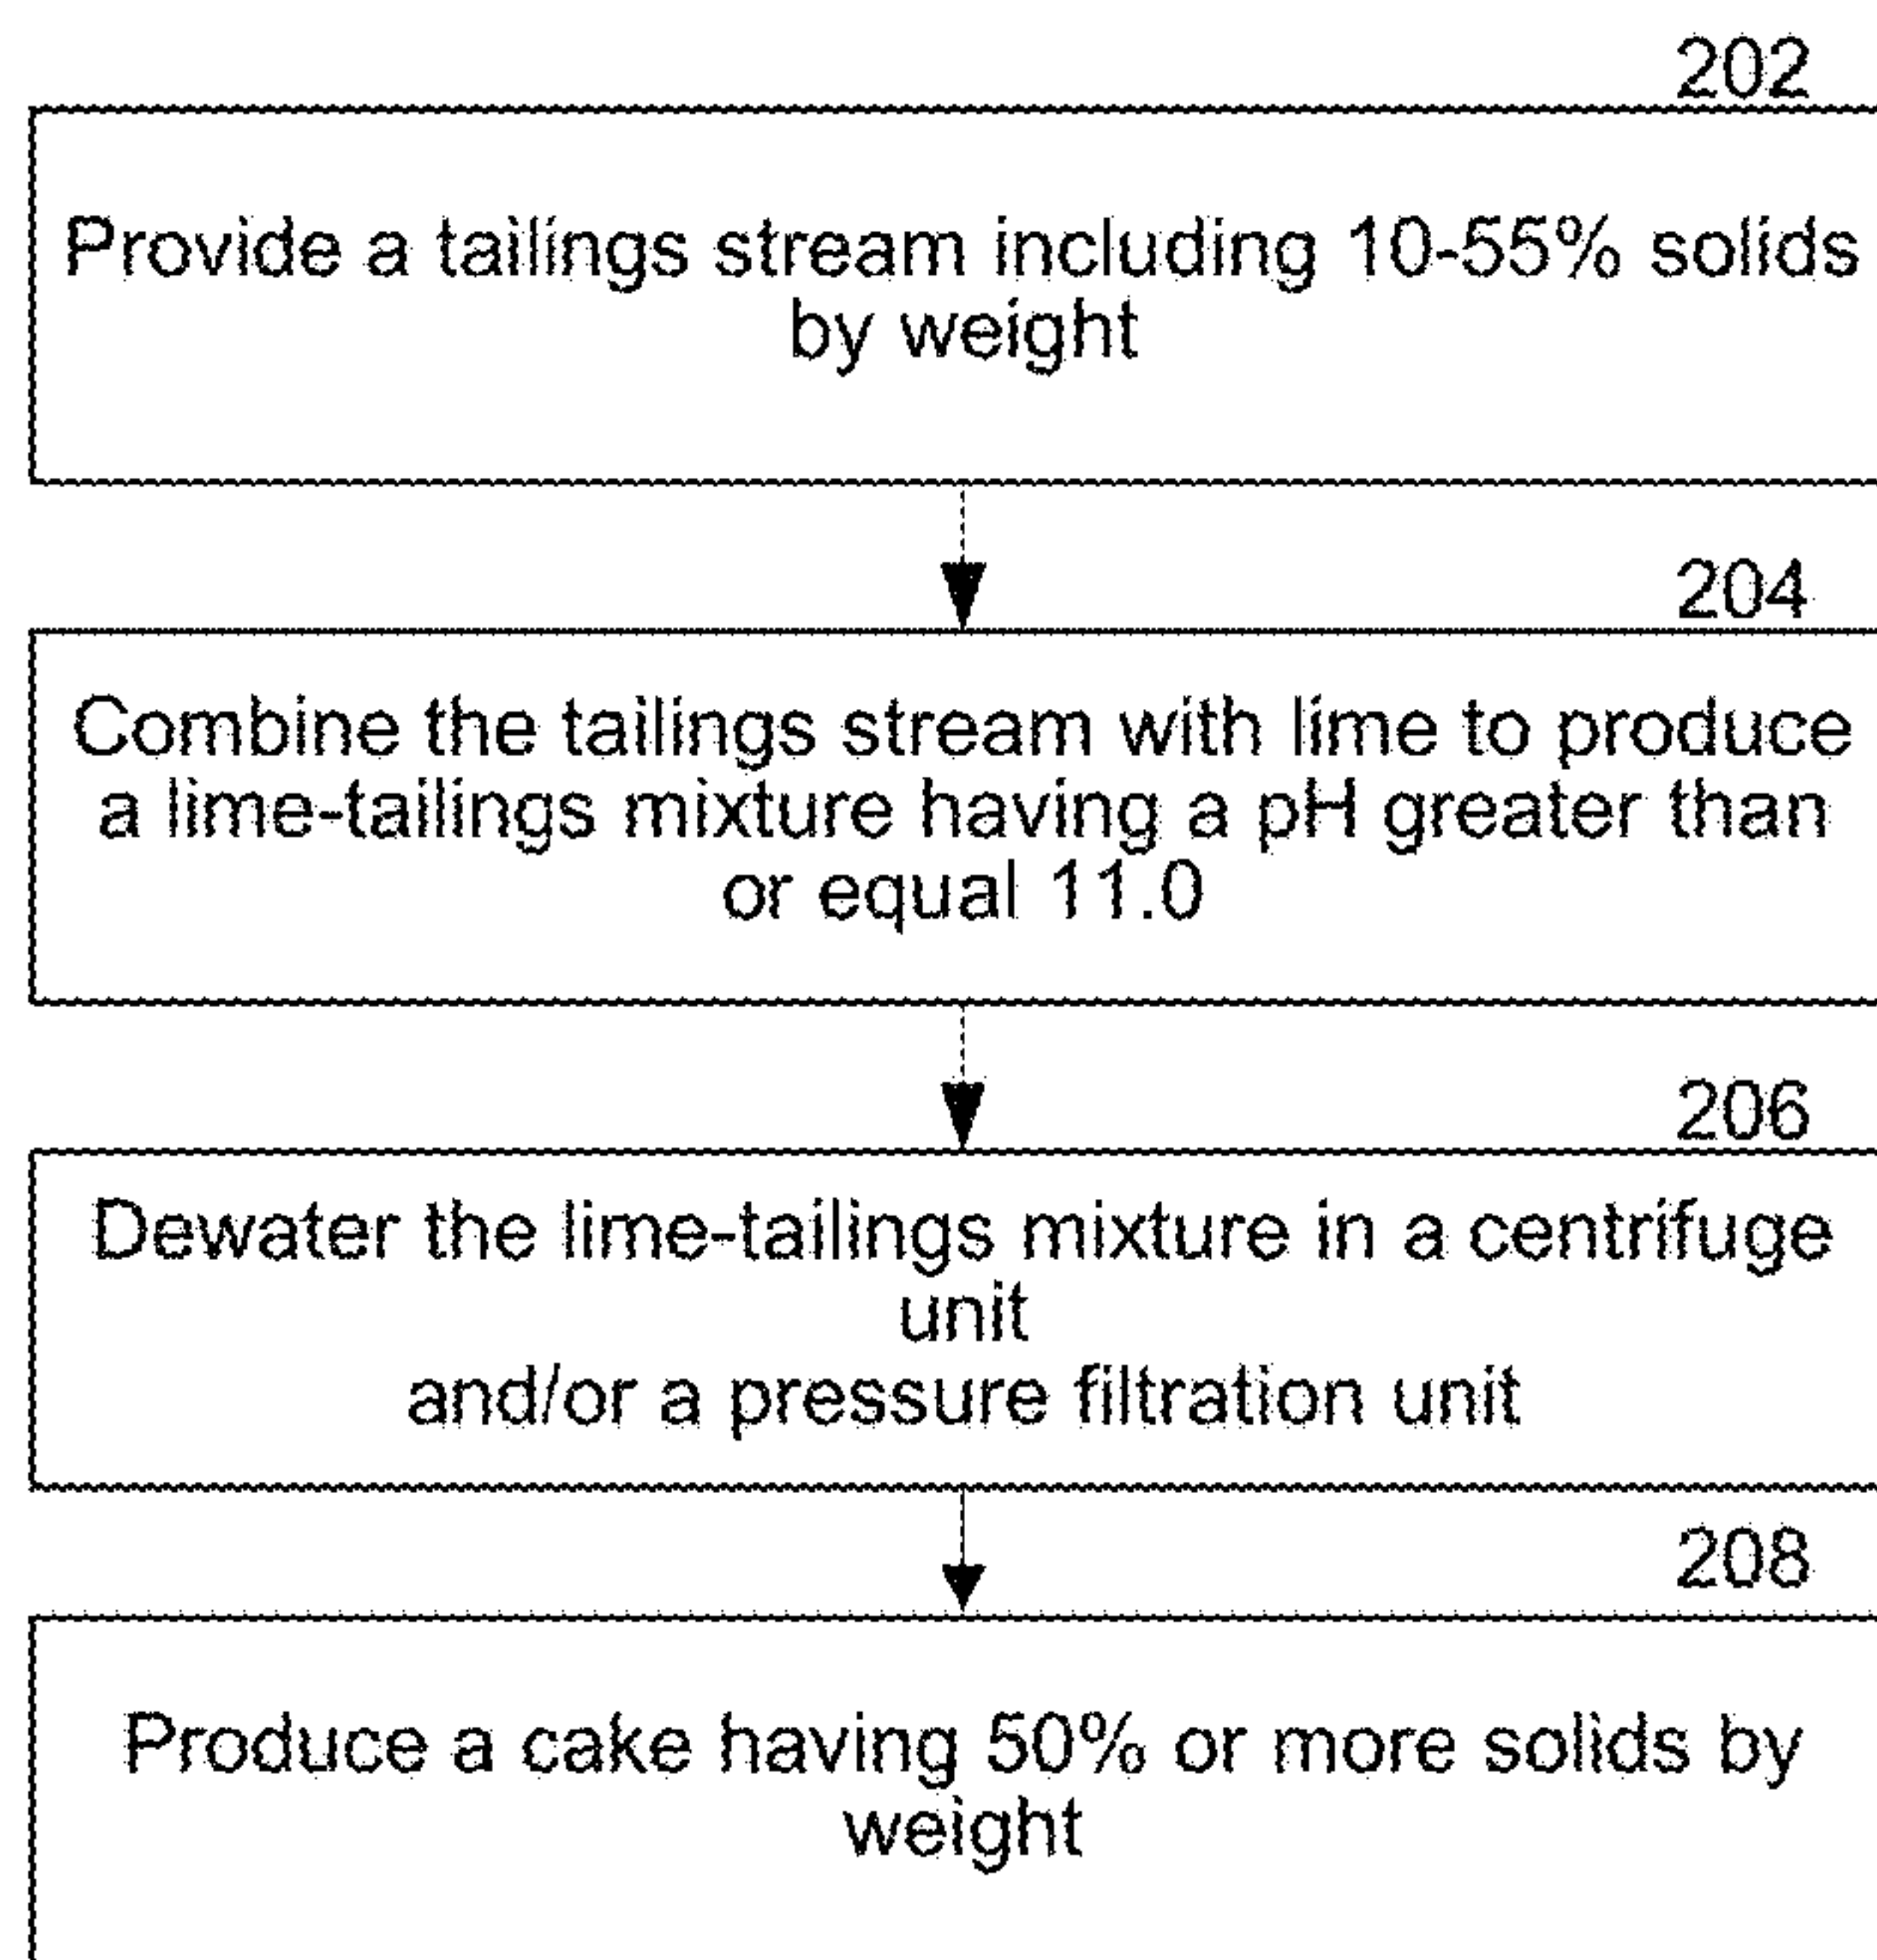 202
Provide a tailings stream including 10-55% solids
by weight
204
Combine the tailings stream with lime to produce
a lime-tailings mixture having a pH greater than
or equal 11.0
206
Dewater the lime-tailings mixture in a centrifuge
unit
and/or a pressure filtration unit
208
Produce a cake having 50% or more solids by
weight